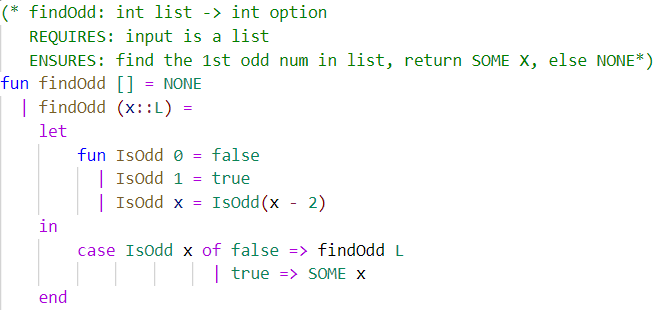 (* findOdd: int list -> int option
   REQUIRES: input is a list
   ENSURES: find the 1st odd num in list, return SOME X, else NONE*)
fun findOdd [] = NONE
  | findOdd (x::L) =
    let
        fun IsOdd 0 = false
          | IsOdd 1 = true
          | IsOdd x = IsOdd(x - 2)
    in
        case IsOdd x of false => findOdd L
                      | true => SOME x
    end